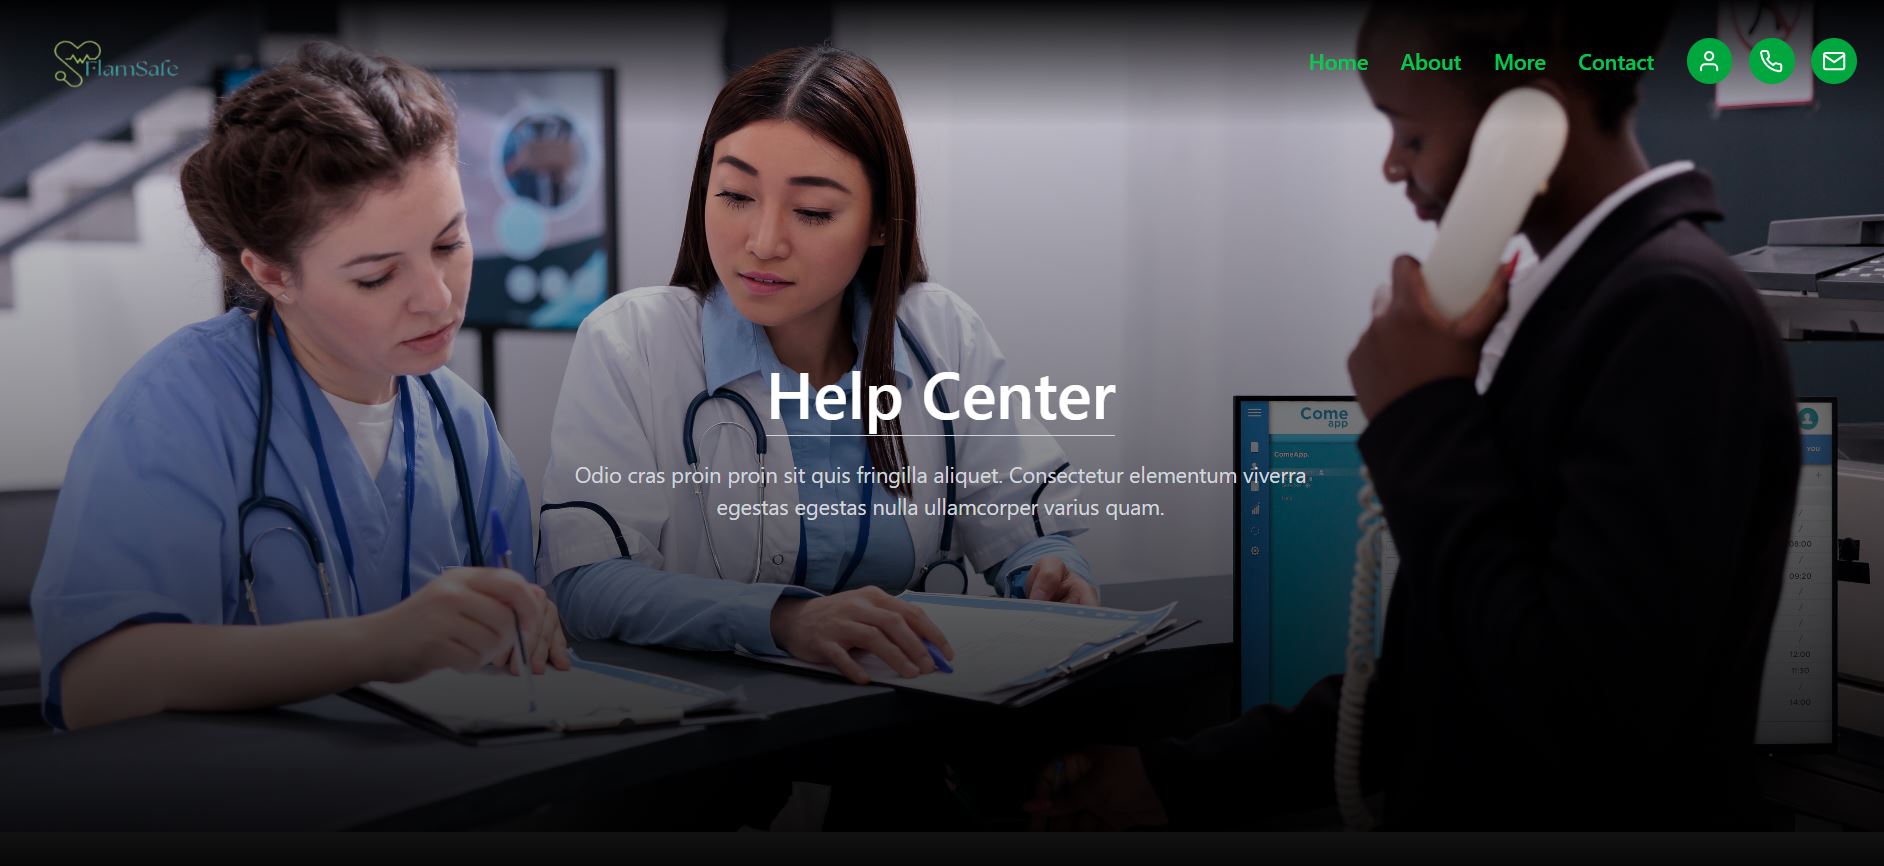 FlamSafe
Home About More Contact
Help Center
Odio cras proin proin sit quis fringilla aliquet. Consectetur elementum viverra
egestas egestas nulla ullamcorper varius quam.
Come
app
ComeApp.
YOU
08:00
09:20
12:00
11:30
14:00